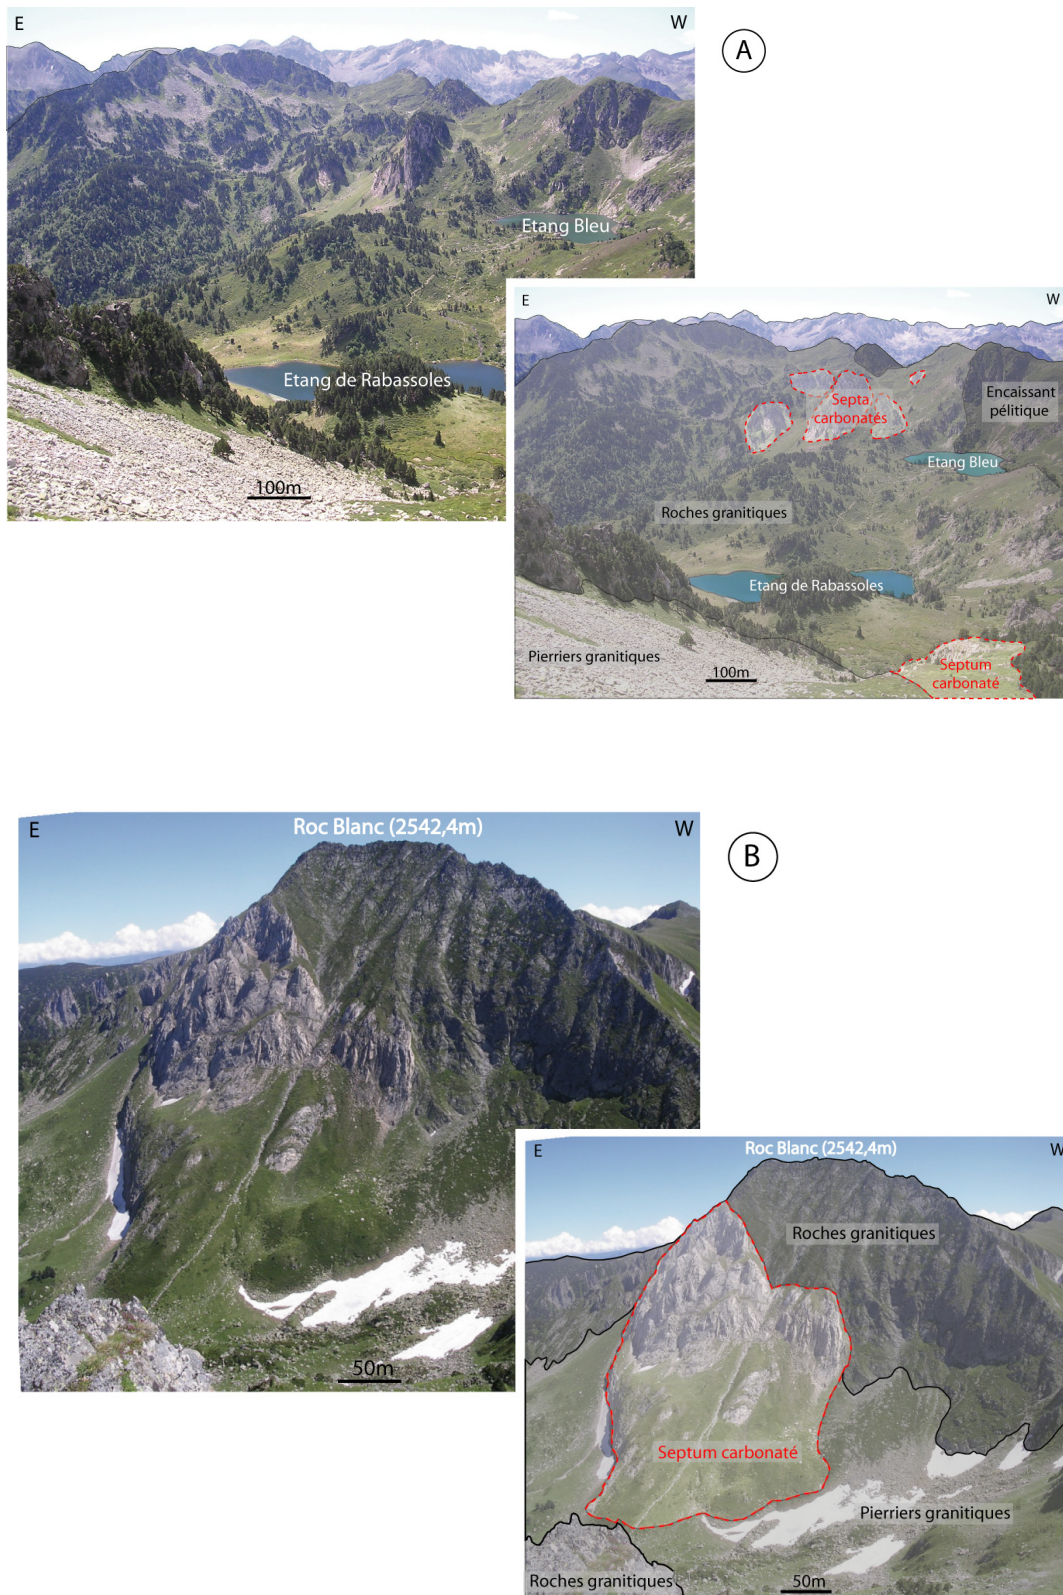 E
W
A
Etang Bleu
Etang de Rabassoles
100m
E
W
Septa
carbonatés
Encaissant
pélitique
Etang Bleu
Roches granitiques
Etang de Rabassoles
Pierriers granitiques
100m
Septum
carbonaté
E
Roc Blanc (2542,4m)
W
B
50m
E
Roc Blanc (2542,4m)
W
Roches granitiques
Septum carbonaté
Pierriers granitiques
Roches granitiques
50m